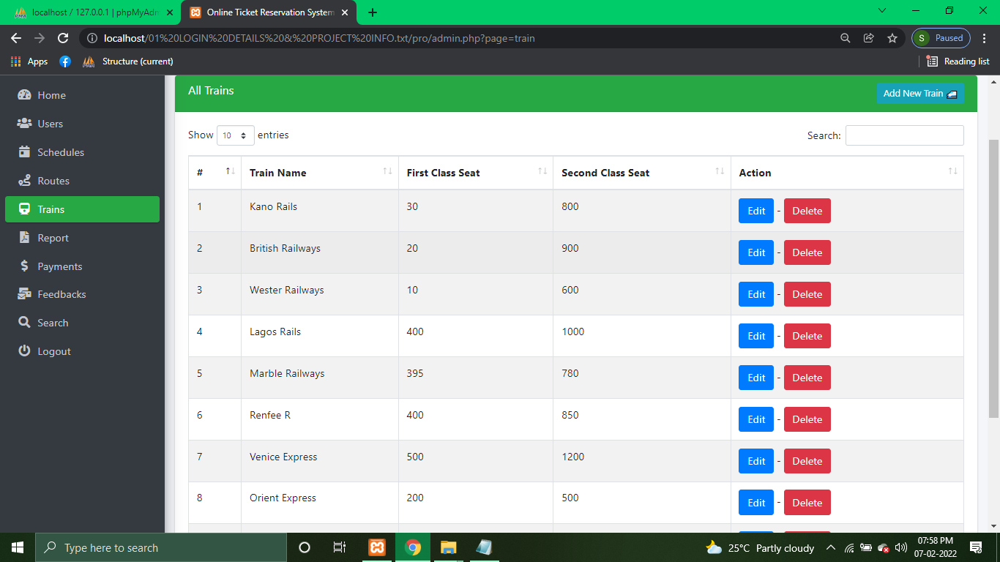 localhost / 127.0.0.1 | phpMyAdm
Online Ticket Reservation System
localhost/01%20LOGIN%20DETAILS%20&%20PROJECT%20INFO.txt/pro/admin.php?page=train
S Paused
Apps
Structure (current)
Reading list
Home
Users
Schedules
Routes
Trains
Report
Payments
Feedbacks
Search
Logout
All Trains
Add New Train
Show 10 entries
Search:
# Train Name First Class Seat Second Class Seat Action
1 Kano Rails 30 800 Edit - Delete
2 British Railways 20 900 Edit - Delete
3 Wester Railways 10 600 Edit - Delete
4 Lagos Rails 400 1000 Edit - Delete
5 Marble Railways 395 780 Edit - Delete
6 Renfee R 400 850 Edit - Delete
7 Venice Express 500 1200 Edit - Delete
8 Orient Express 200 500 Edit - Delete
Type here to search
25°C Partly cloudy
07:58 PM
07-02-2022